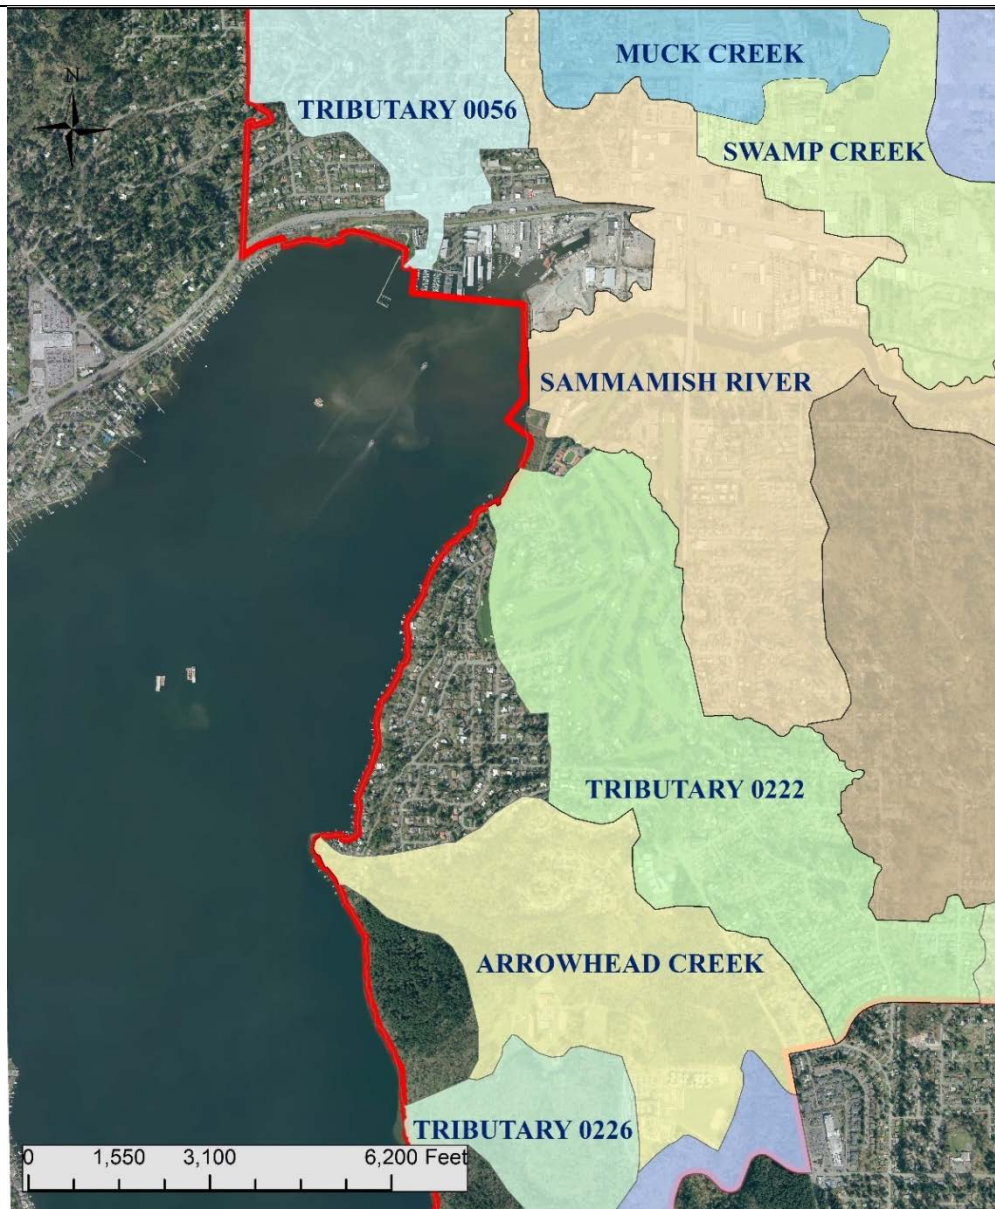 MUCK CREEK
N
TRIBUTARY 0056
SWAMP CREEK
SAMMAMISH RIVER
TRIBUTARY 0222
ARROWHEAD CREEK
TRIBUTARY 0226
0 1,550 3,100 6,200 Feet